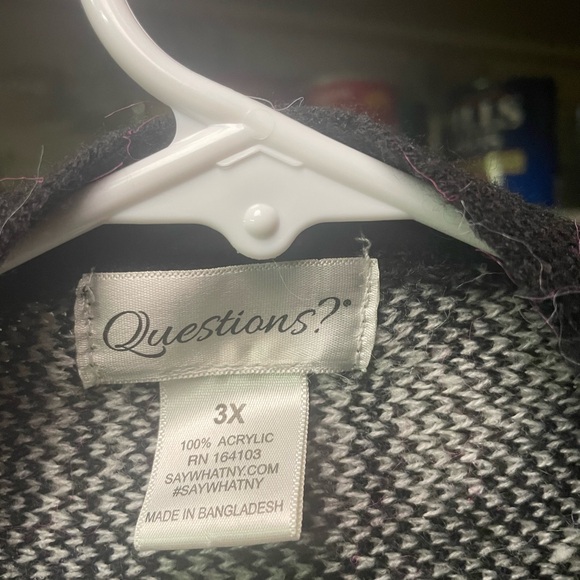 Questions?
3X
100% ACRYLIC
RN 164103
SAYWHATNY.COM
#SAYWHATNY
MADE IN BANGLADESH